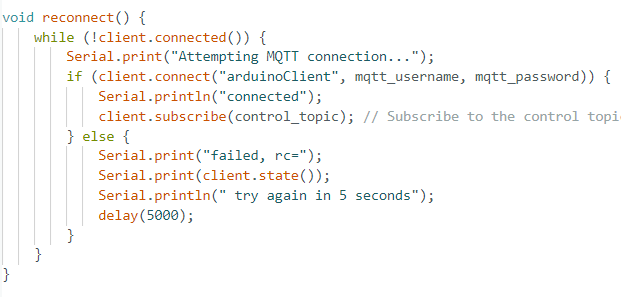 void reconnect() {
    while (!client.connected()) {
        Serial.print("Attempting MQTT connection...");
        if (client.connect("arduinoClient", mqtt_username, mqtt_password)) {
            Serial.println("connected");
            client.subscribe(control_topic); // Subscribe to the control topi
        } else {
            Serial.print("failed, rc=");
            Serial.print(client.state());
            Serial.println(" try again in 5 seconds");
            delay(5000);
        }
    }
}